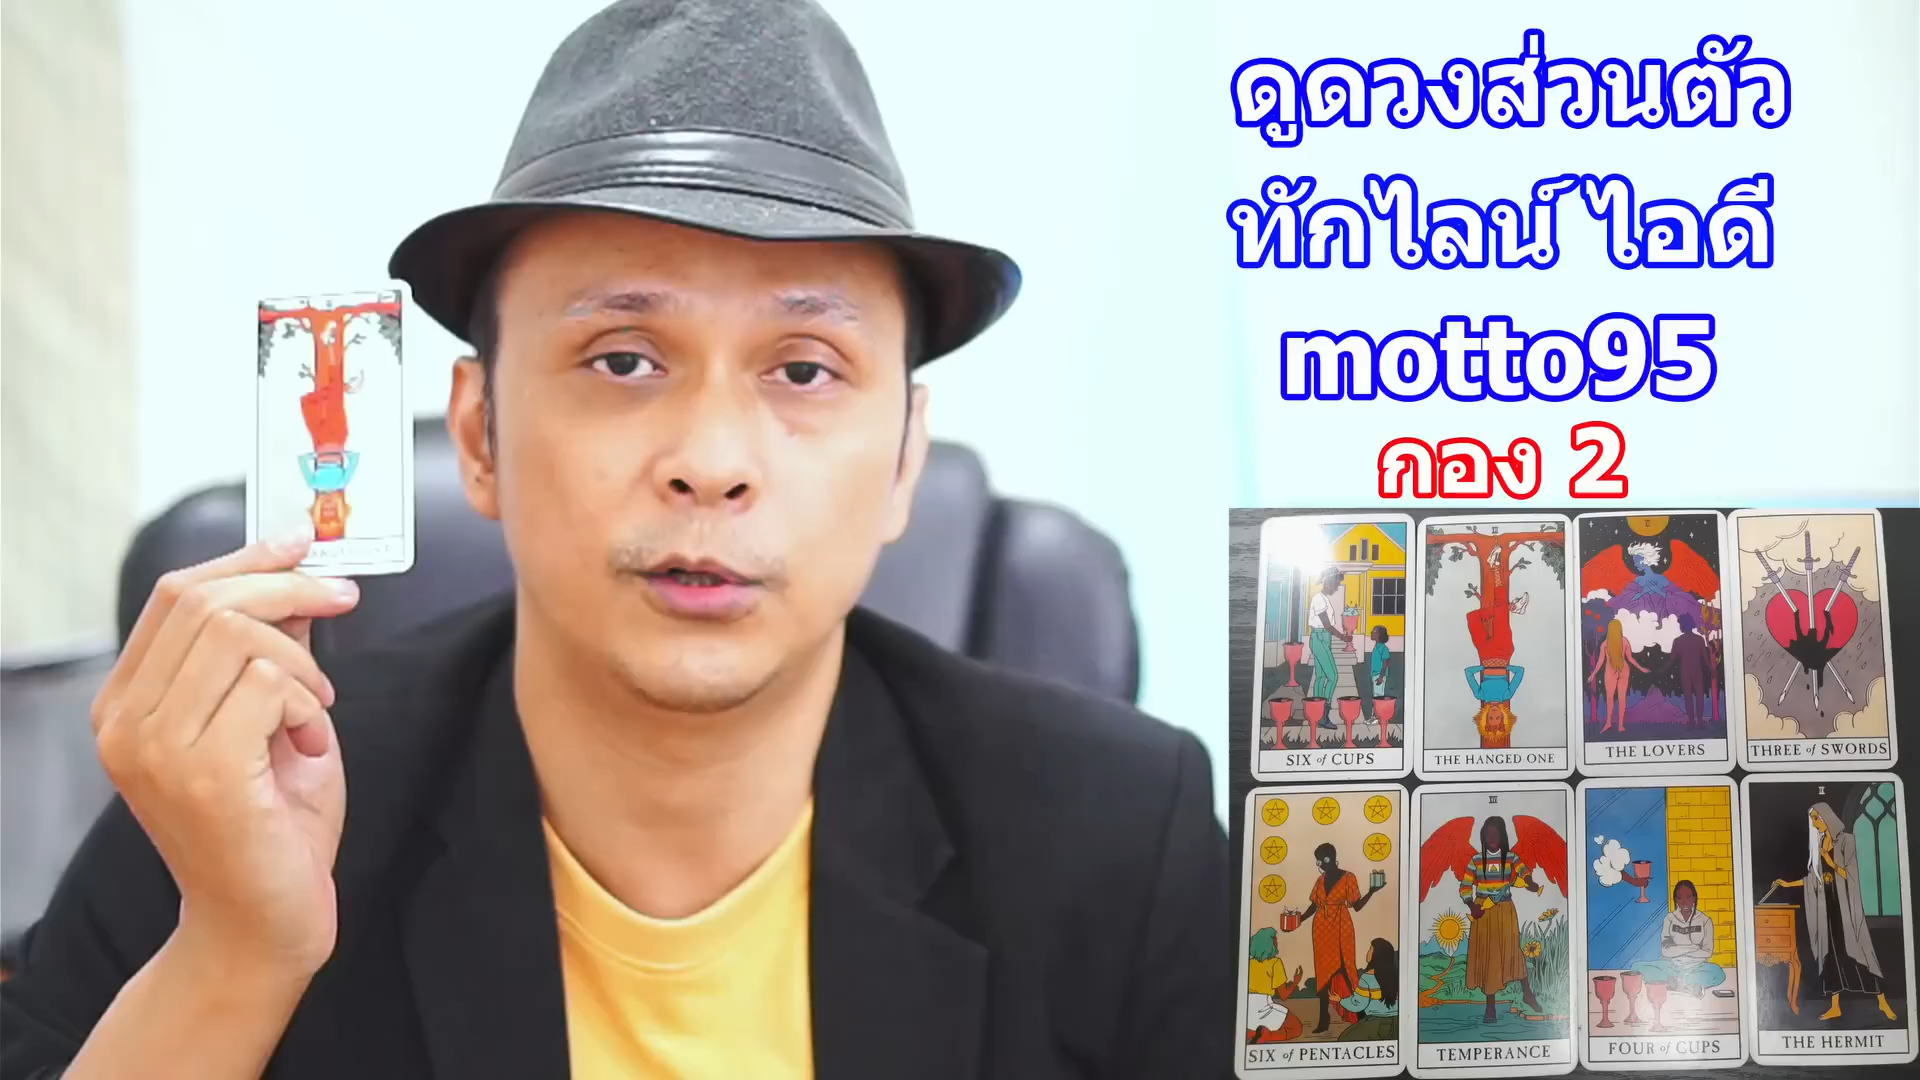 ดูดวงส่วนตัว
ทักไลน์ ไอดี
motto95
กอง 2
SIX of CUPS
THE HANGED ONE
THE LOVERS
THREE of SWORDS
SIX of PENTACLES
TEMPERANCE
FOUR of CUPS
THE HERMIT